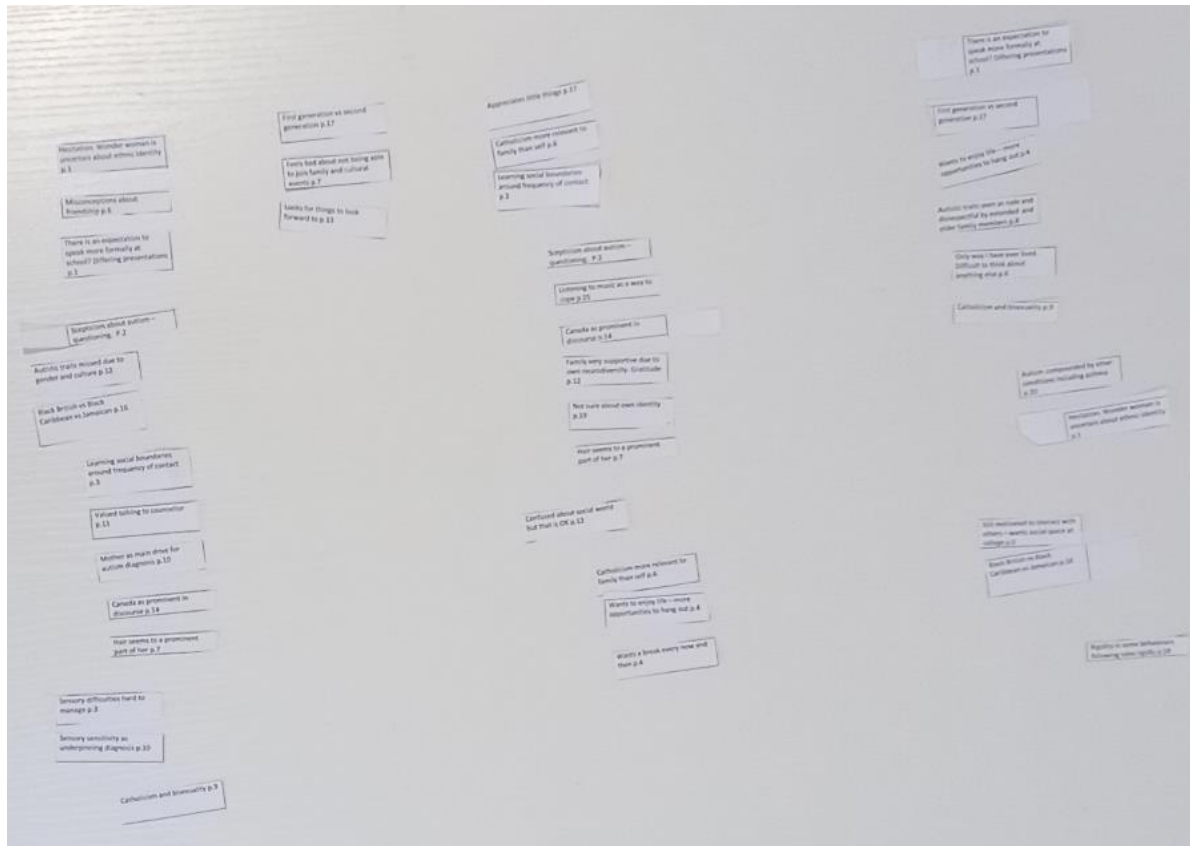 Hesitation. Wonder woman is
uncertain about ethnic identity
p.1
Misconceptions about
friendship p.6
There is an expectation to
speak more formally at
school? Differing presentations
p.1
Scepticism about autism –
questioning. P.2
Autistic traits missed due to
gender and culture p.12
Black British vs Black
Caribbean vs Jamaican p.16
Learning social boundaries
around frequency of contact
p.3
Valued talking to counsellor
p.11
Mother as main drive for
autism diagnosis p.10
Canada as prominent in
discourse p.14
Hair seems to a prominent
part of her p.7
Sensory difficulties hard to
manage p.3
Sensory sensitivity as
underpinning diagnosis p.10
Catholicism and bisexuality p.9
First generation vs second
generation p.17
Feels bad about not being able
to join family and cultural
events p.7
Looks for things to look
forward to p.13
Appreciates little things p.17
Catholicism more relevant to
family than self p.6
Learning social boundaries
around frequency of contact
p.3
Scepticism about autism –
questioning. P.2
Listening to music as a way to
cope p.15
Canada as prominent in
discourse p.14
Family very supportive due to
own neurodiversity. Gratitude
p.12
Not sure about own identity
p.19
Hair seems to a prominent
part of her p.7
Confused about social world
but that is OK p.12
Catholicism more relevant to
family than self p.6
Wants to enjoy life – more
opportunities to hang out p.4
Wants a break every now and
then p.4
There is an expectation to
speak more formally at
school? Differing presentations
p.1
First generation vs second
generation p.17
Wants to enjoy life – more
opportunities to hang out p.4
Autistic traits seen as rude and
disrespectful by extended and
older family members p.8
Only way I have ever lived.
Difficult to think about
anything else p.6
Catholicism and bisexuality p.9
Autism compounded by other
conditions including asthma
Hesitation. Wonder woman is
uncertain about ethnic identity
p.1
Still motivated to interact with
others – wants social space at
college
Black British vs Black
Caribbean vs Jamaican p.16
Rigidity in some behaviours
following rules rigidly